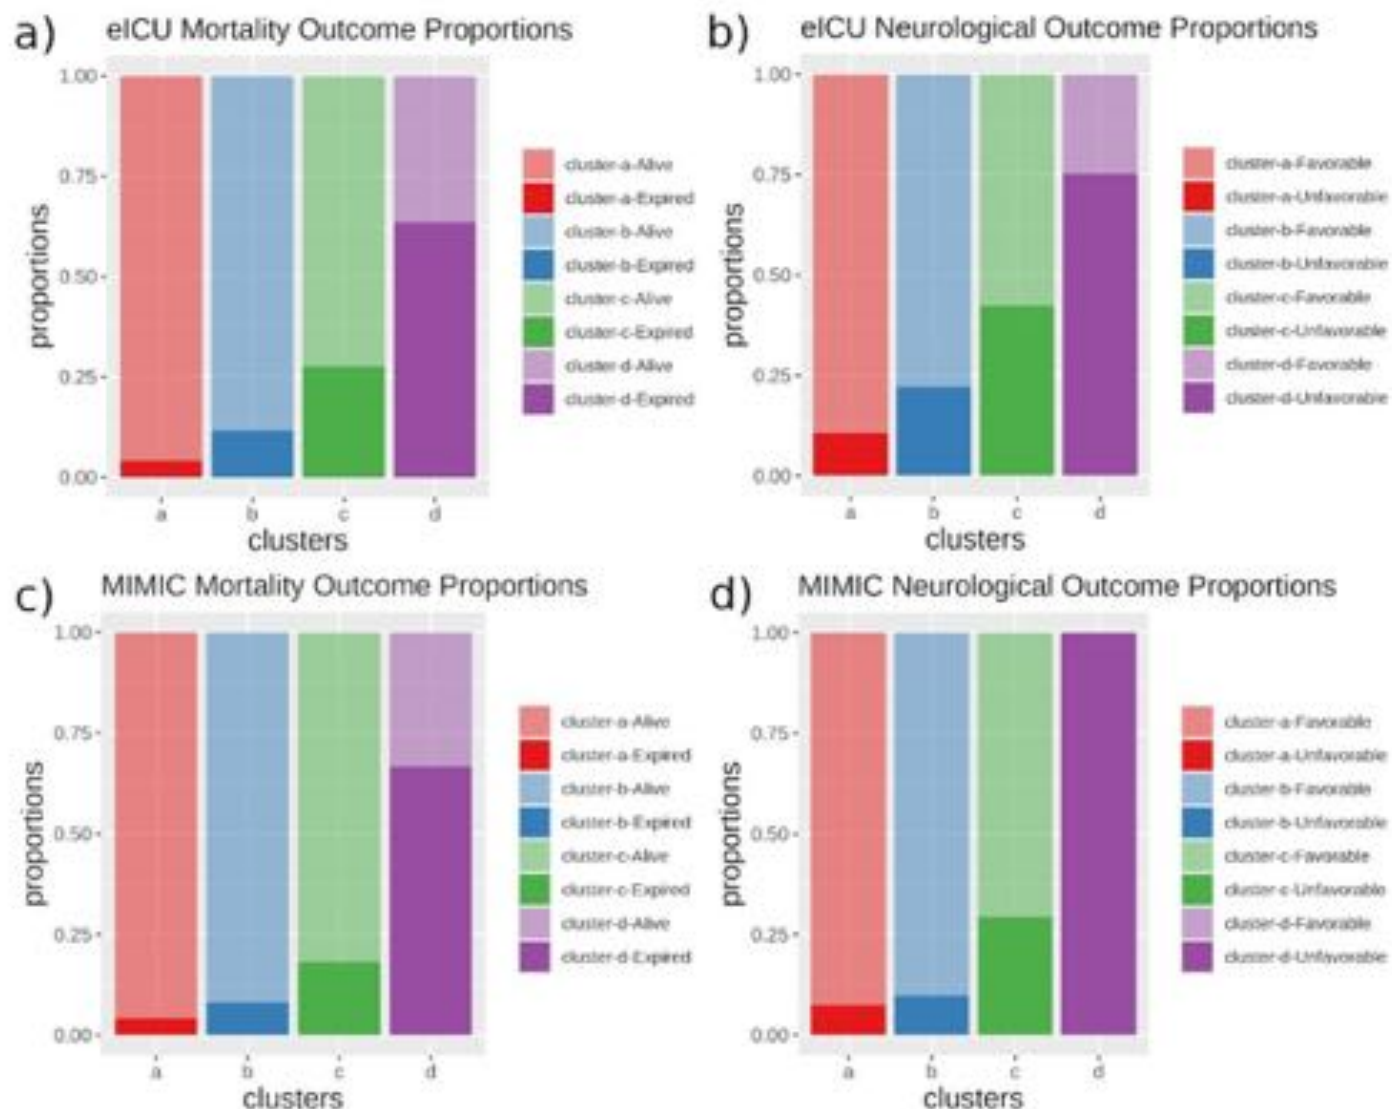 a) eICU Mortality Outcome Proportions
1.00
0.75
0.50
0.25
0.00
proportions
a b c d
clusters
cluster-a-Alive
cluster-a-Expired
cluster-b-Alive
cluster-b-Expired
cluster-c-Alive
cluster-c-Expired
cluster-d-Alive
cluster-d-Expired
b) eICU Neurological Outcome Proportions
1.00
0.75
0.50
0.25
0.00
proportions
a b c d
clusters
cluster-a-Favorable
cluster-a-Unfavorable
cluster-b-Favorable
cluster-b-Unfavorable
cluster-c-Favorable
cluster-c-Unfavorable
cluster-d-Favorable
cluster-d-Unfavorable
c) MIMIC Mortality Outcome Proportions
1.00
0.75
0.50
0.25
0.00
proportions
a b c d
clusters
cluster-a-Alive
cluster-a-Expired
cluster-b-Alive
cluster-b-Expired
cluster-c-Alive
cluster-c-Expired
cluster-d-Alive
cluster-d-Expired
d) MIMIC Neurological Outcome Proportions
1.00
0.75
0.50
0.25
0.00
proportions
a b c d
clusters
cluster-a-Favorable
cluster-a-Unfavorable
cluster-b-Favorable
cluster-b-Unfavorable
cluster-c-Favorable
cluster-c-Unfavorable
cluster-d-Favorable
cluster-d-Unfavorable